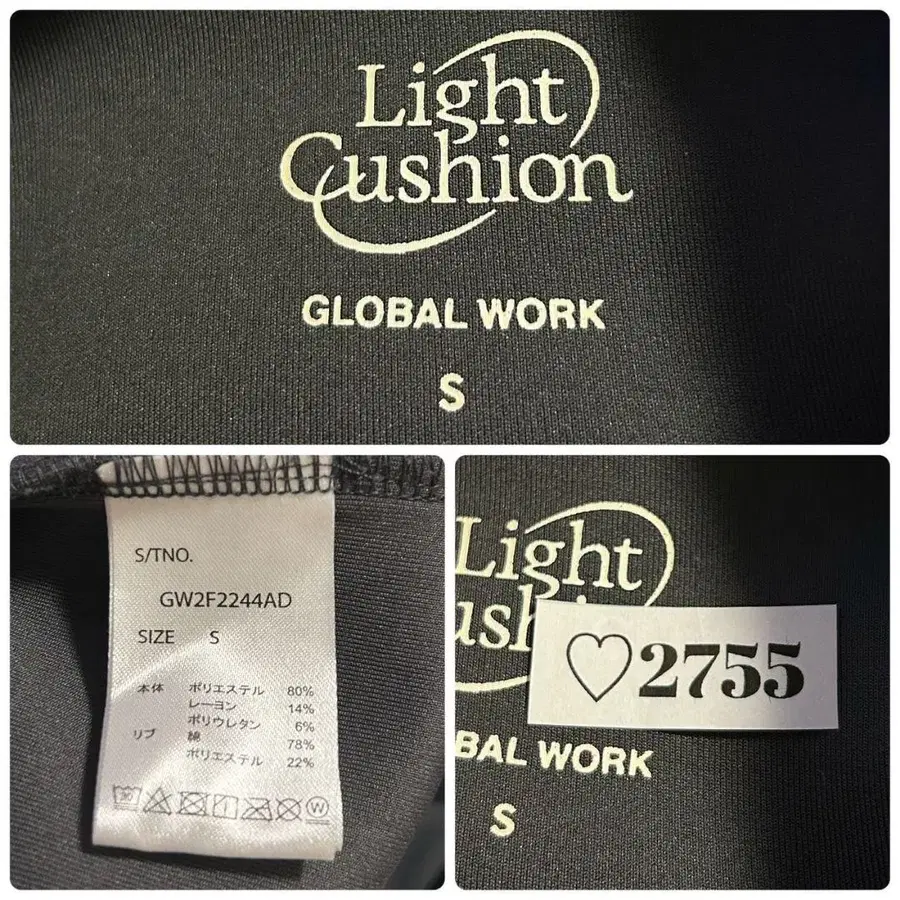 Light
Cushion
GLOBAL WORK
S
S/TNO.
GW2F2244AD
SIZE S
本体 ポリエステル 80%
レーヨン 14%
ポリウレタン 6%
リブ 綿 78%
ポリエステル 22%
Light
ush
♡2755
BAL WORK
S